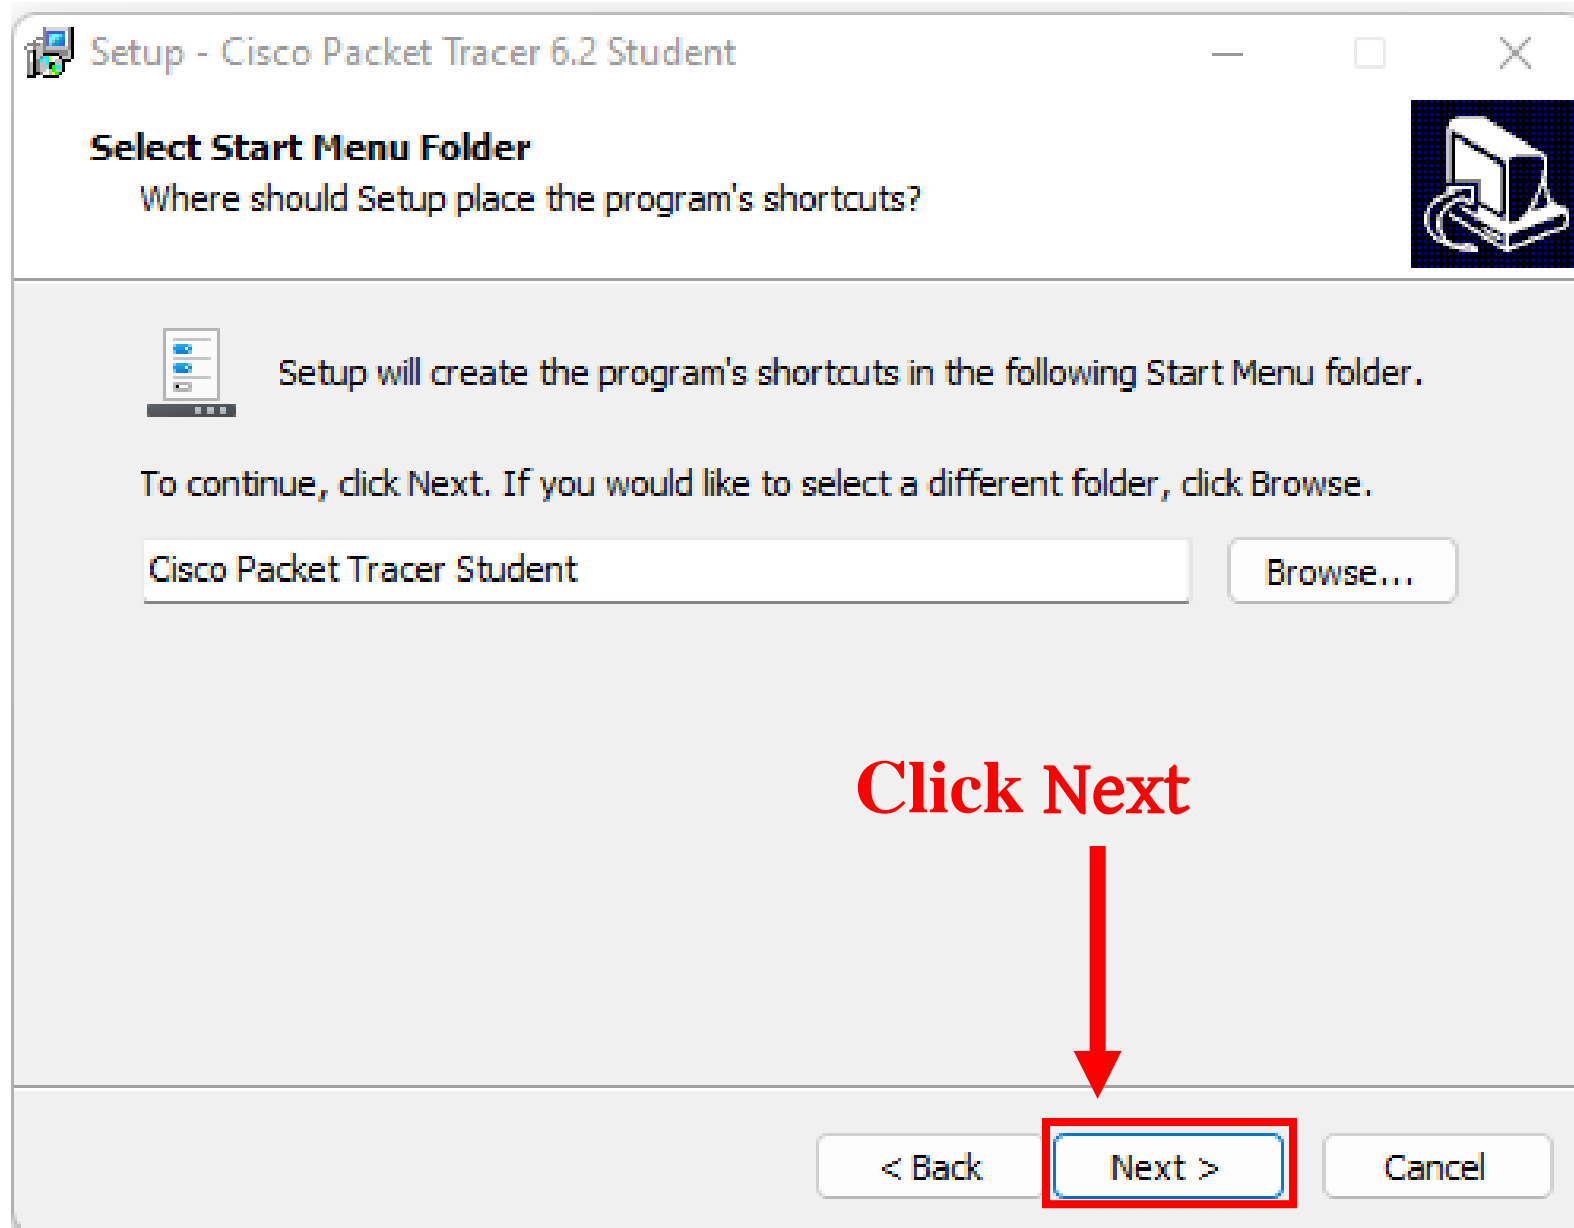 Setup - Cisco Packet Tracer 6.2 Student
Select Start Menu Folder
Where should Setup place the program's shortcuts?
Setup will create the program's shortcuts in the following Start Menu folder.
To continue, click Next. If you would like to select a different folder, click Browse.
Cisco Packet Tracer Student
Browse...
Click Next
< Back
Next >
Cancel